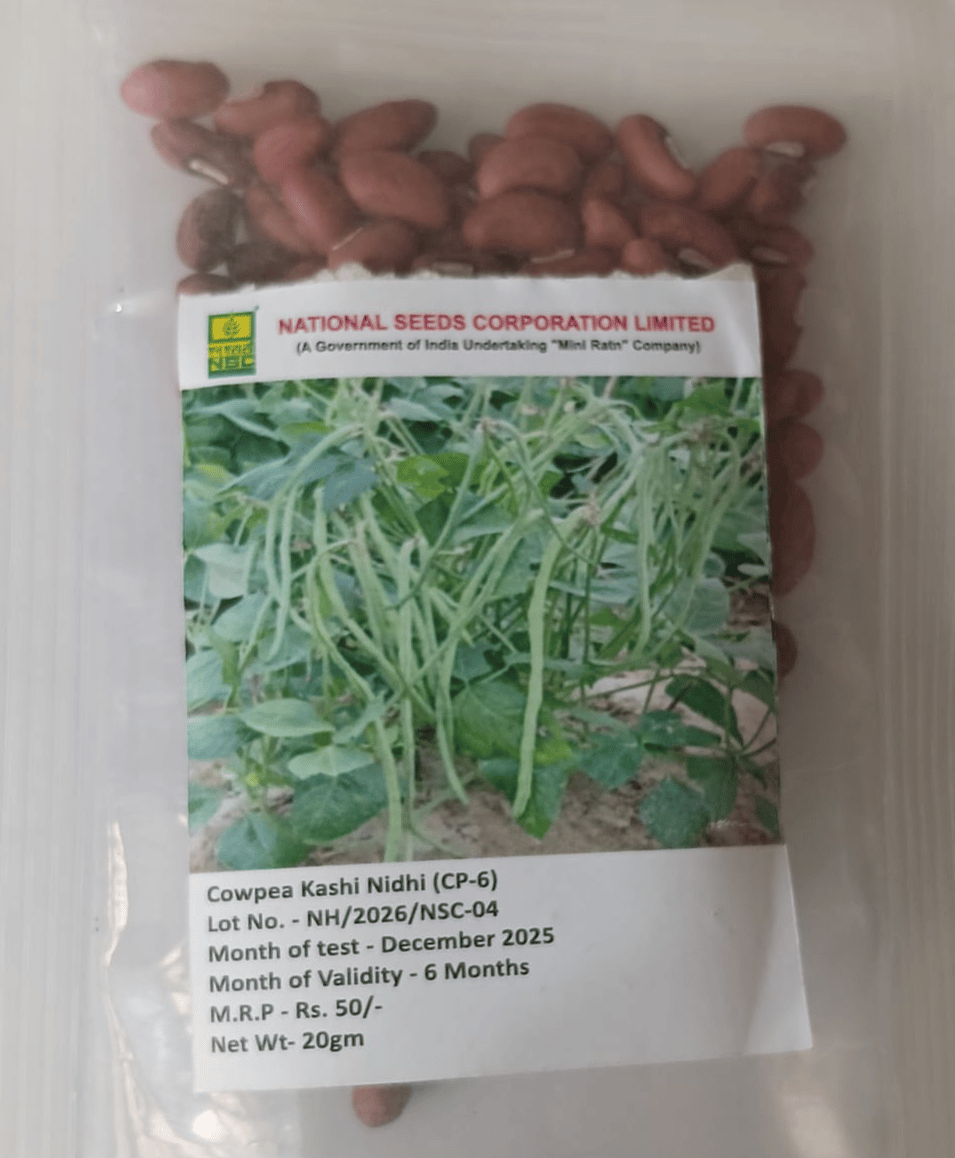 NATIONAL SEEDS CORPORATION LIMITED
(A Government of India Undertaking "Mini Ratn" Company)
NSC
Cowpea Kashi Nidhi (CP-6)
Lot No. - NH/2026/NSC-04
Month of test - December 2025
Month of Validity - 6 Months
M.R.P - Rs. 50/-
Net Wt- 20gm